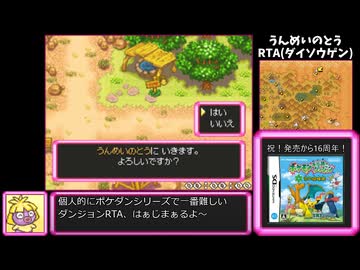 うんめいのとう
RTA(ダイソウゲン)
はい
いいえ
うんめいのとうに いきます。
よろしいですか？
00:00:00
祝！発売から16周年！
個人的にポケダンシリーズで一番難しい
ダンジョンRTA、はぁじまぁるよ～